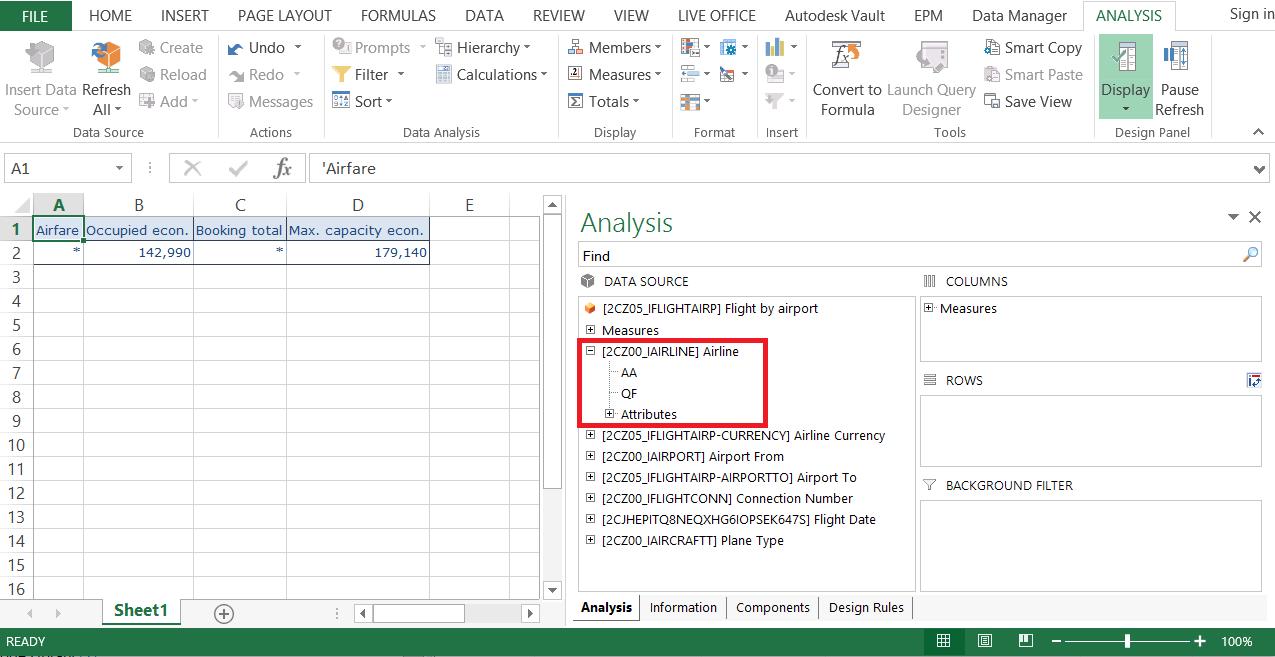 FILE HOME INSERT PAGE LAYOUT FORMULAS DATA REVIEW VIEW LIVE OFFICE Autodesk Vault EPM Data Manager ANALYSIS Sign in
Insert Data Source
Refresh All
Create
Reload
Add
Data Source
Undo
Redo
Messages
Actions
Prompts
Filter
Sort
Hierarchy
Calculations
Data Analysis
Members
Measures
Totals
Display
Format
Insert
Convert to Formula
Launch Query Designer
Smart Copy
Smart Paste
Save View
Tools
Display
Pause Refresh
Design Panel
A1 fx 'Airfare
A B C D E
1 Airfare Occupied econ. Booking total Max. capacity econ.
2 * 142,990 * 179,140
3
4
5
6
7
8
9
10
11
12
13
14
15
16
Sheet1
Analysis
Find
DATA SOURCE
[2CZ05_IFLIGHTAIRP] Flight by airport
Measures
[2CZ00_IAIRLINE] Airline
AA
QF
Attributes
[2CZ05_IFLIGHTAIRP-CURRENCY] Airline Currency
[2CZ00_IAIRPORT] Airport From
[2CZ05_IFLIGHTAIRP-AIRPORTTO] Airport To
[2CZ00_IFLIGHTCONN] Connection Number
[2CJHEPITQ8NEQXHG6IOPSEK647S] Flight Date
[2CZ00_IAIRCRAFTT] Plane Type
COLUMNS
Measures
ROWS
BACKGROUND FILTER
Analysis Information Components Design Rules
READY 100%